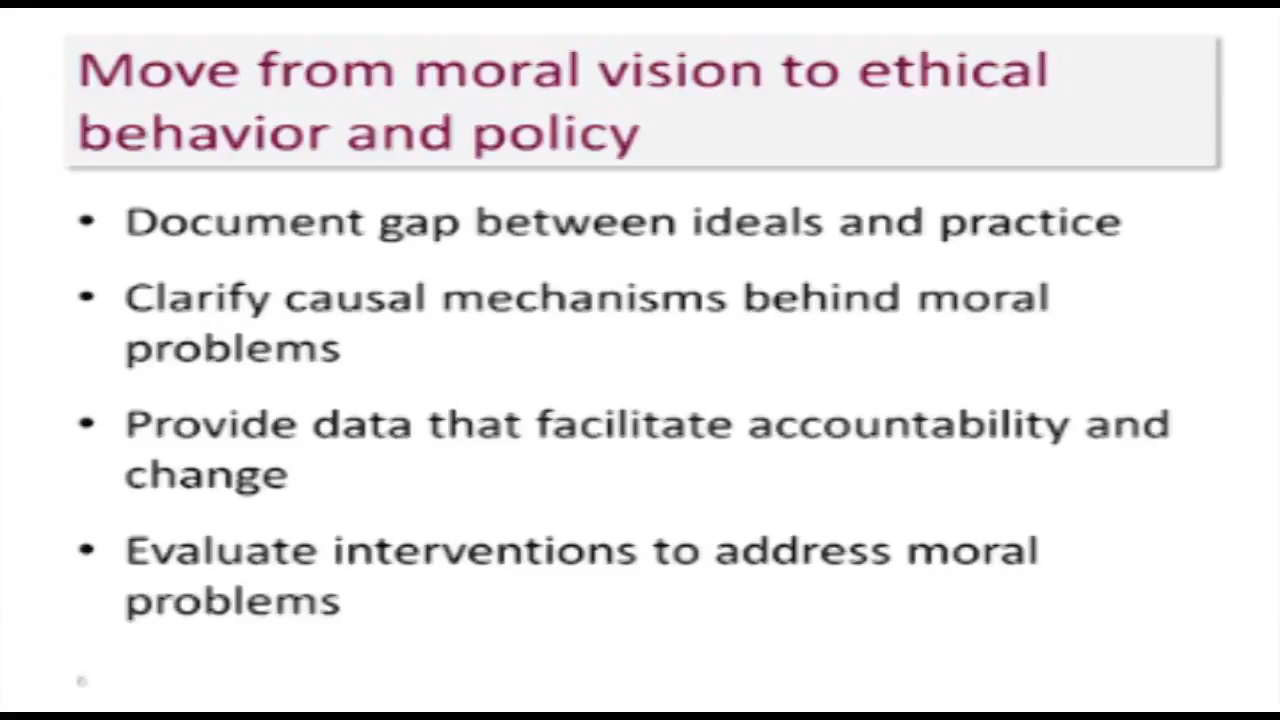 Move from moral vision to ethical
behavior and policy
• Document gap between ideals and practice
• Clarify causal mechanisms behind moral
problems
• Provide data that facilitate accountability and
change
• Evaluate interventions to address moral
problems
6